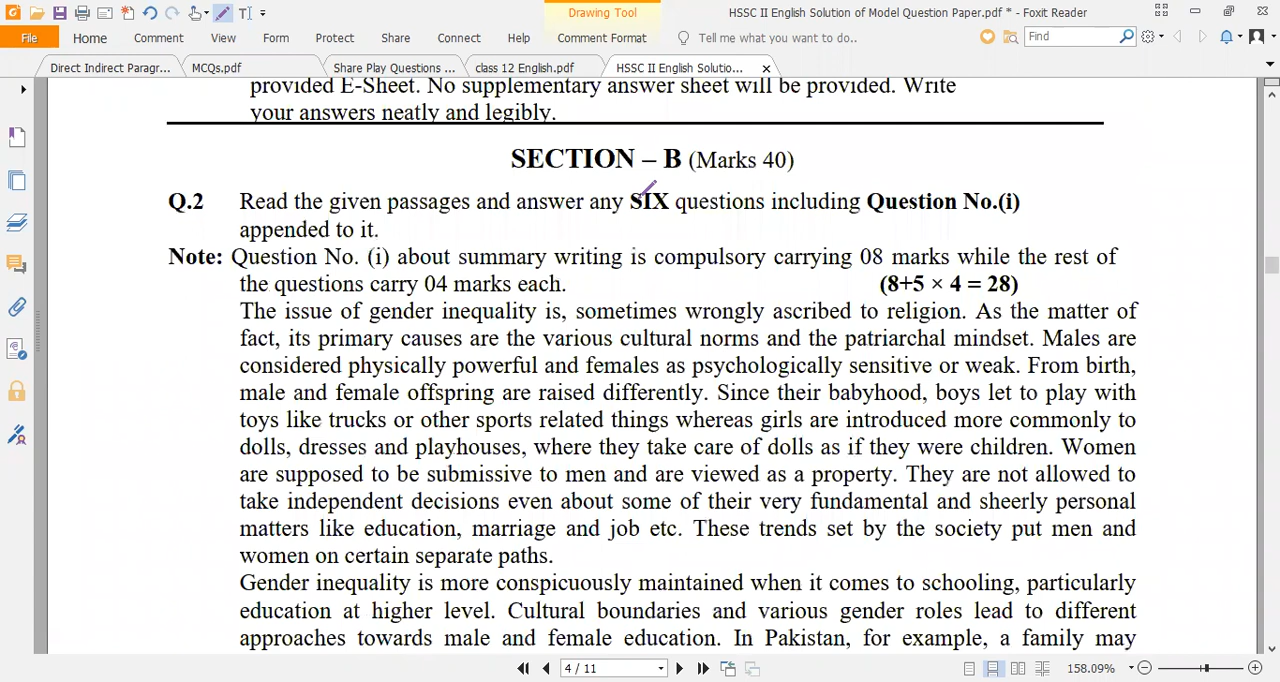 Drawing Tool
HSSC II English Solution of Model Question Paper.pdf * - Foxit Reader
File Home Comment View Form Protect Share Connect Help Comment Format Tell me what you want to do.. Find
Direct Indirect Paragr... MCQs.pdf Share Play Questions ... class 12 English.pdf HSSC II English Solutio...
provided E-Sheet. No supplementary answer sheet will be provided. Write
your answers neatly and legibly.
SECTION – B (Marks 40)
Q.2 Read the given passages and answer any SIX questions including Question No.(i)
appended to it.
Note: Question No. (i) about summary writing is compulsory carrying 08 marks while the rest of
the questions carry 04 marks each. (8+5 × 4 = 28)
The issue of gender inequality is, sometimes wrongly ascribed to religion. As the matter of
fact, its primary causes are the various cultural norms and the patriarchal mindset. Males are
considered physically powerful and females as psychologically sensitive or weak. From birth,
male and female offspring are raised differently. Since their babyhood, boys let to play with
toys like trucks or other sports related things whereas girls are introduced more commonly to
dolls, dresses and playhouses, where they take care of dolls as if they were children. Women
are supposed to be submissive to men and are viewed as a property. They are not allowed to
take independent decisions even about some of their very fundamental and sheerly personal
matters like education, marriage and job etc. These trends set by the society put men and
women on certain separate paths.
Gender inequality is more conspicuously maintained when it comes to schooling, particularly
education at higher level. Cultural boundaries and various gender roles lead to different
approaches towards male and female education. In Pakistan, for example, a family may
4 / 11 158.09%